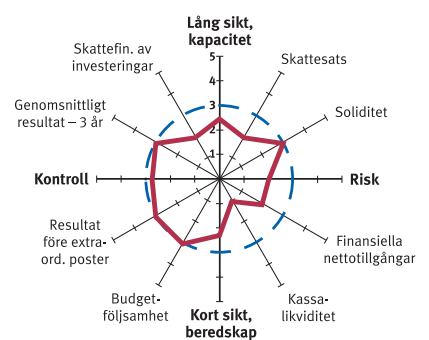 Lång sikt,
kapacitet
Skattefin. av
investeringar
Skattesats
5
4
3
2
1
Genomsnittligt
resultat – 3 år
Soliditet
Kontroll
Risk
Resultat
före extra-
ord. poster
Finansiella
nettotillgångar
Budget-
följsamhet
Kassa-
likviditet
Kort sikt,
beredskap